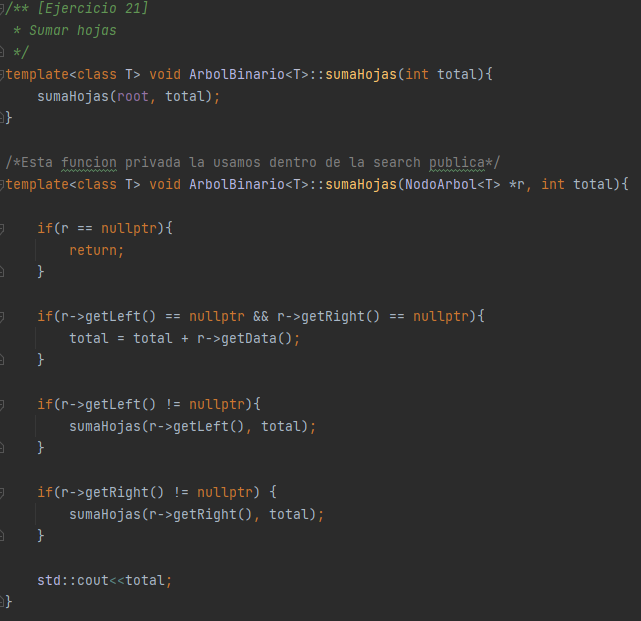 /** [Ejercicio 21]
 * Sumar hojas
 */
template<class T> void ArbolBinario<T>::sumaHojas(int total){
    sumaHojas(root, total);
}
/*Esta funcion privada la usamos dentro de la search publica*/
template<class T> void ArbolBinario<T>::sumaHojas(NodoArbol<T> *r, int total){
    if(r == nullptr){
        return;
    }
    if(r->getLeft() == nullptr && r->getRight() == nullptr){
        total = total + r->getData();
    }
    if(r->getLeft() != nullptr){
        sumaHojas(r->getLeft(), total);
    }
    if(r->getRight() != nullptr) {
        sumaHojas(r->getRight(), total);
    }
    std::cout<<total;
}